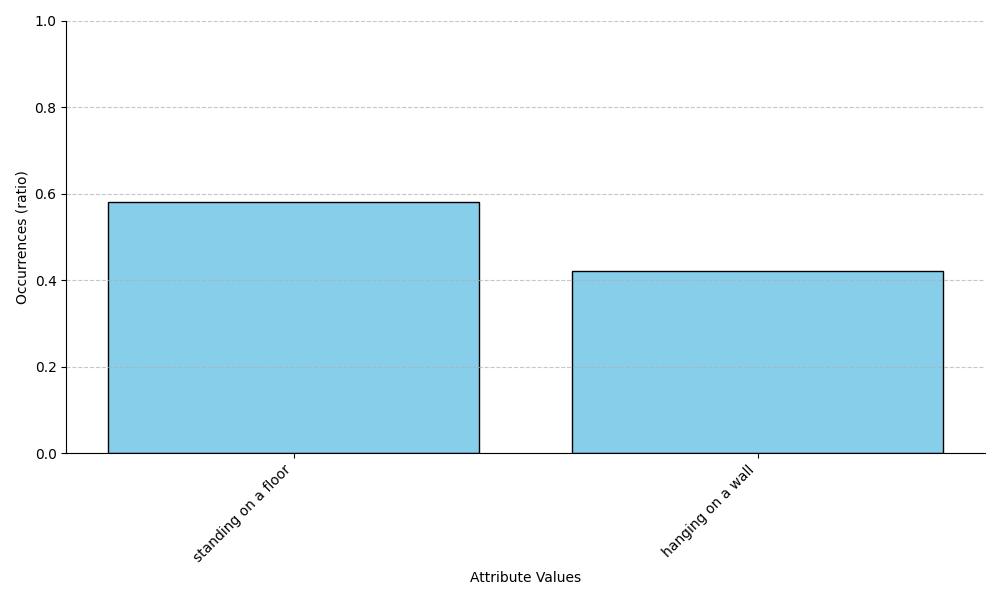 1.0
0.8
0.6
0.4
0.2
0.0
Occurrences (ratio)
standing on a floor
hanging on a wall
Attribute Values